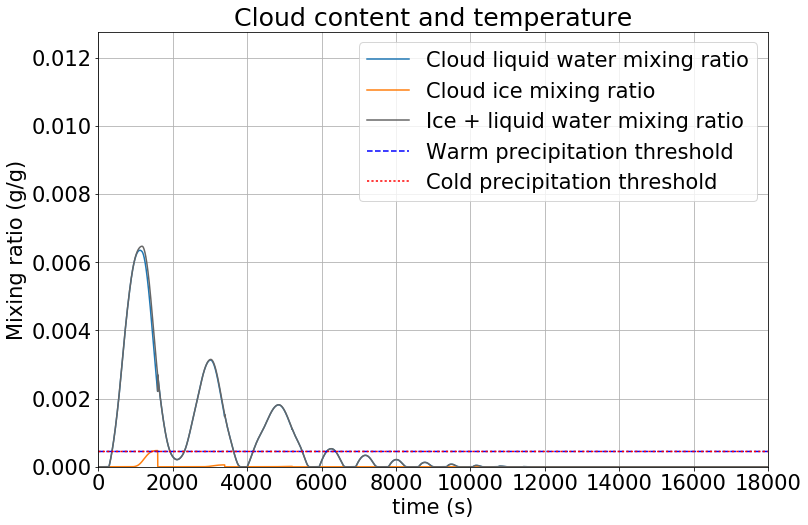 Cloud content and temperature
Mixing ratio (g/g)
0.012
0.010
0.008
0.006
0.004
0.002
0.000
Cloud liquid water mixing ratio
Cloud ice mixing ratio
Ice + liquid water mixing ratio
Warm precipitation threshold
Cold precipitation threshold
0 2000 4000 6000 8000 10000 12000 14000 16000 18000
time (s)